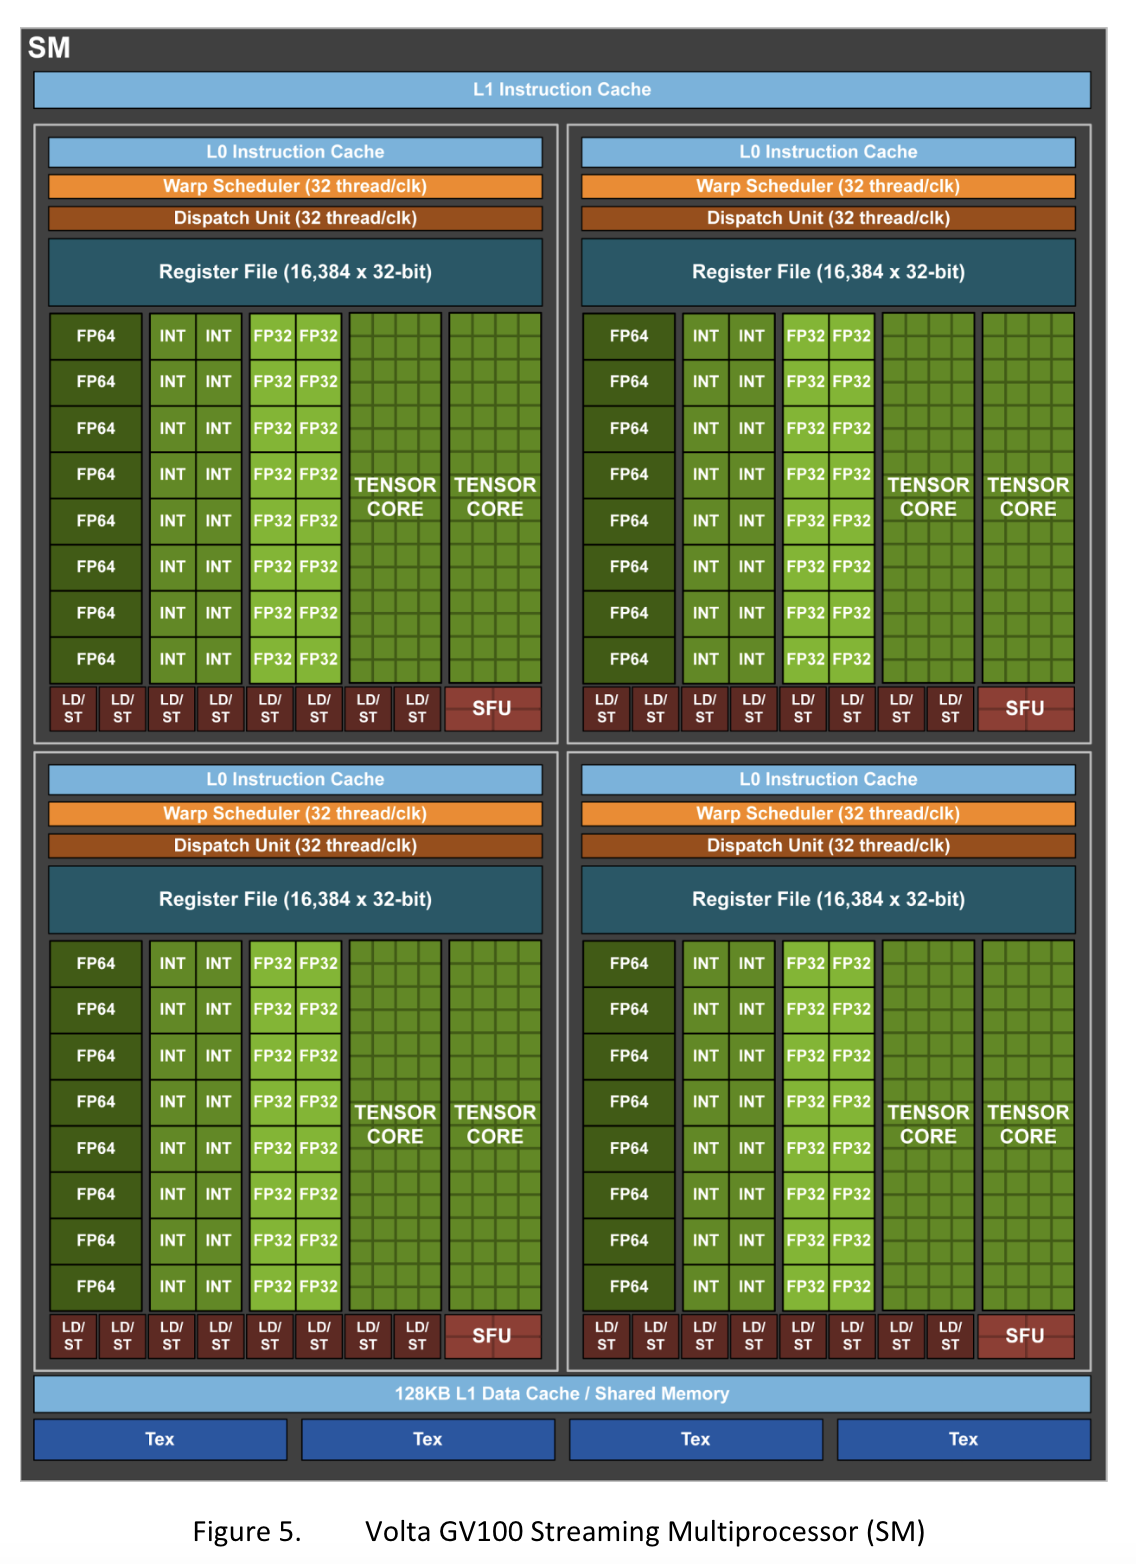 SM
L1 Instruction Cache
L0 Instruction Cache
Warp Scheduler (32 thread/clk)
Dispatch Unit (32 thread/clk)
Register File (16,384 x 32-bit)
FP64 INT INT FP32 FP32
FP64 INT INT FP32 FP32
FP64 INT INT FP32 FP32
FP64 INT INT FP32 FP32
FP64 INT INT FP32 FP32
FP64 INT INT FP32 FP32
FP64 INT INT FP32 FP32
FP64 INT INT FP32 FP32
TENSOR TENSOR
CORE CORE
LD/ LD/ LD/ LD/ LD/ LD/ LD/ LD/
ST ST ST ST ST ST ST ST
SFU
L0 Instruction Cache
Warp Scheduler (32 thread/clk)
Dispatch Unit (32 thread/clk)
Register File (16,384 x 32-bit)
FP64 INT INT FP32 FP32
FP64 INT INT FP32 FP32
FP64 INT INT FP32 FP32
FP64 INT INT FP32 FP32
FP64 INT INT FP32 FP32
FP64 INT INT FP32 FP32
FP64 INT INT FP32 FP32
FP64 INT INT FP32 FP32
TENSOR TENSOR
CORE CORE
LD/ LD/ LD/ LD/ LD/ LD/ LD/ LD/
ST ST ST ST ST ST ST ST
SFU
L0 Instruction Cache
Warp Scheduler (32 thread/clk)
Dispatch Unit (32 thread/clk)
Register File (16,384 x 32-bit)
FP64 INT INT FP32 FP32
FP64 INT INT FP32 FP32
FP64 INT INT FP32 FP32
FP64 INT INT FP32 FP32
FP64 INT INT FP32 FP32
FP64 INT INT FP32 FP32
FP64 INT INT FP32 FP32
FP64 INT INT FP32 FP32
TENSOR TENSOR
CORE CORE
LD/ LD/ LD/ LD/ LD/ LD/ LD/ LD/
ST ST ST ST ST ST ST ST
SFU
L0 Instruction Cache
Warp Scheduler (32 thread/clk)
Dispatch Unit (32 thread/clk)
Register File (16,384 x 32-bit)
FP64 INT INT FP32 FP32
FP64 INT INT FP32 FP32
FP64 INT INT FP32 FP32
FP64 INT INT FP32 FP32
FP64 INT INT FP32 FP32
FP64 INT INT FP32 FP32
FP64 INT INT FP32 FP32
FP64 INT INT FP32 FP32
TENSOR TENSOR
CORE CORE
LD/ LD/ LD/ LD/ LD/ LD/ LD/ LD/
ST ST ST ST ST ST ST ST
SFU
128KB L1 Data Cache / Shared Memory
Tex Tex Tex Tex
Figure 5. Volta GV100 Streaming Multiprocessor (SM)